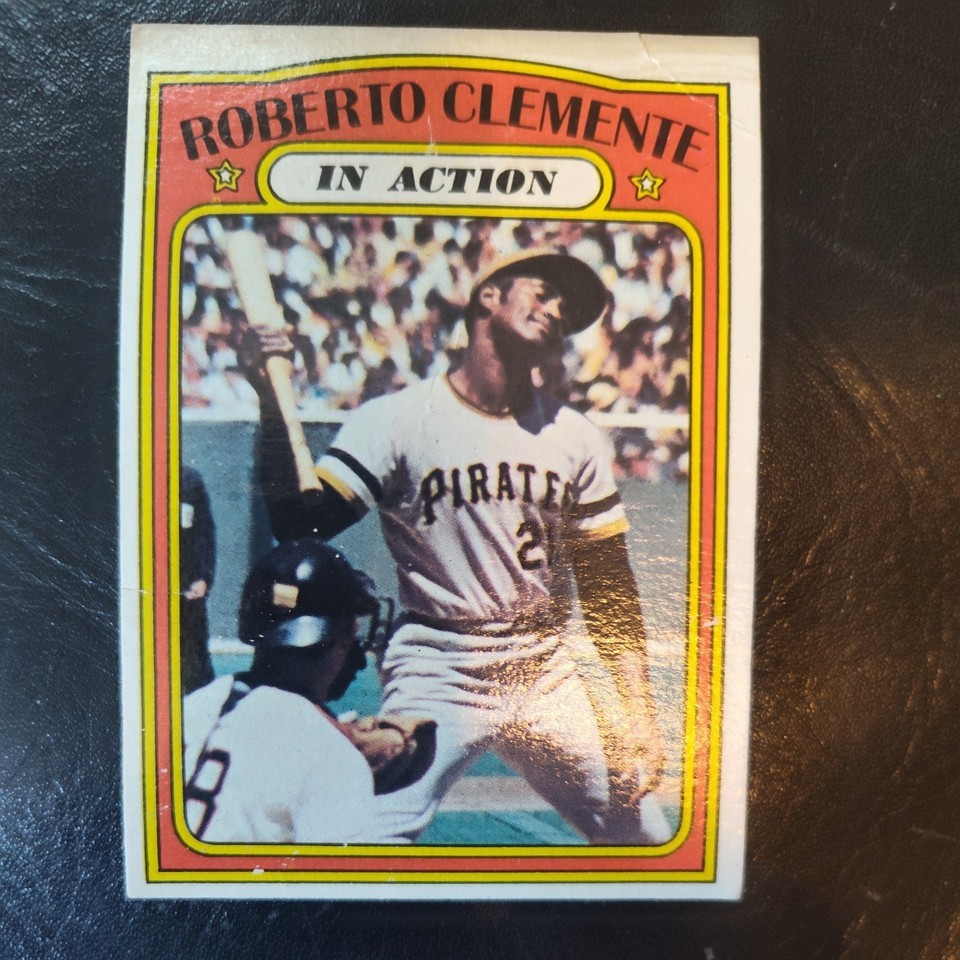 ROBERTO CLEMENTE
IN ACTION
PIRATES
21
8